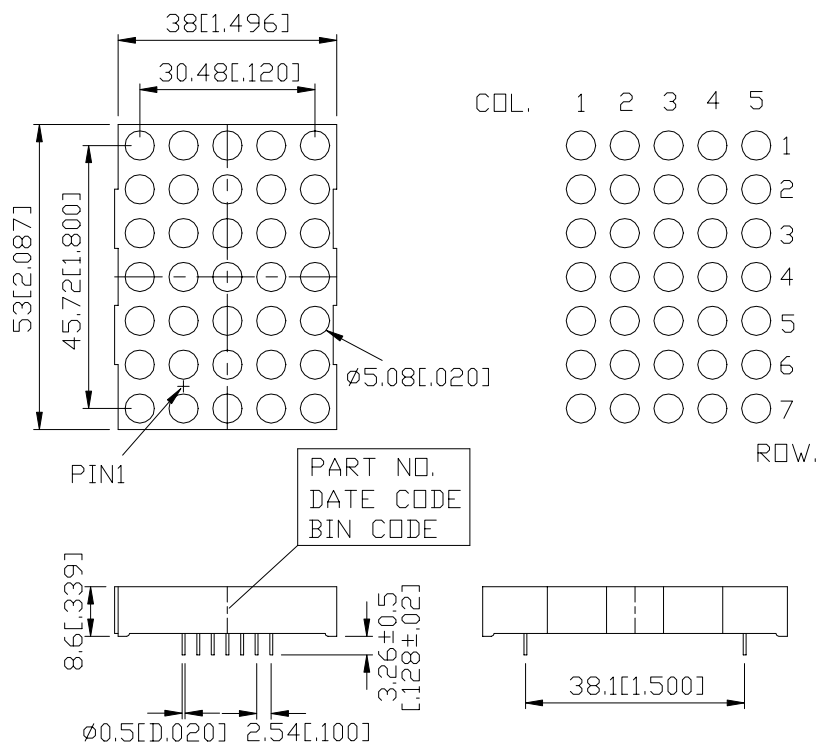 38[1.496]
30.48[.120]
53[2.087]
45.72[1.800]
ø5.08[.020]
PIN1
COL. 1 2 3 4 5
1
2
3
4
5
6
7
ROW.
PART NO.
DATE CODE
BIN CODE
8.6[.339]
3.26±0.5
[.128±.02]
ø0.5[D.020]
2.54[.100]
38.1[1.500]